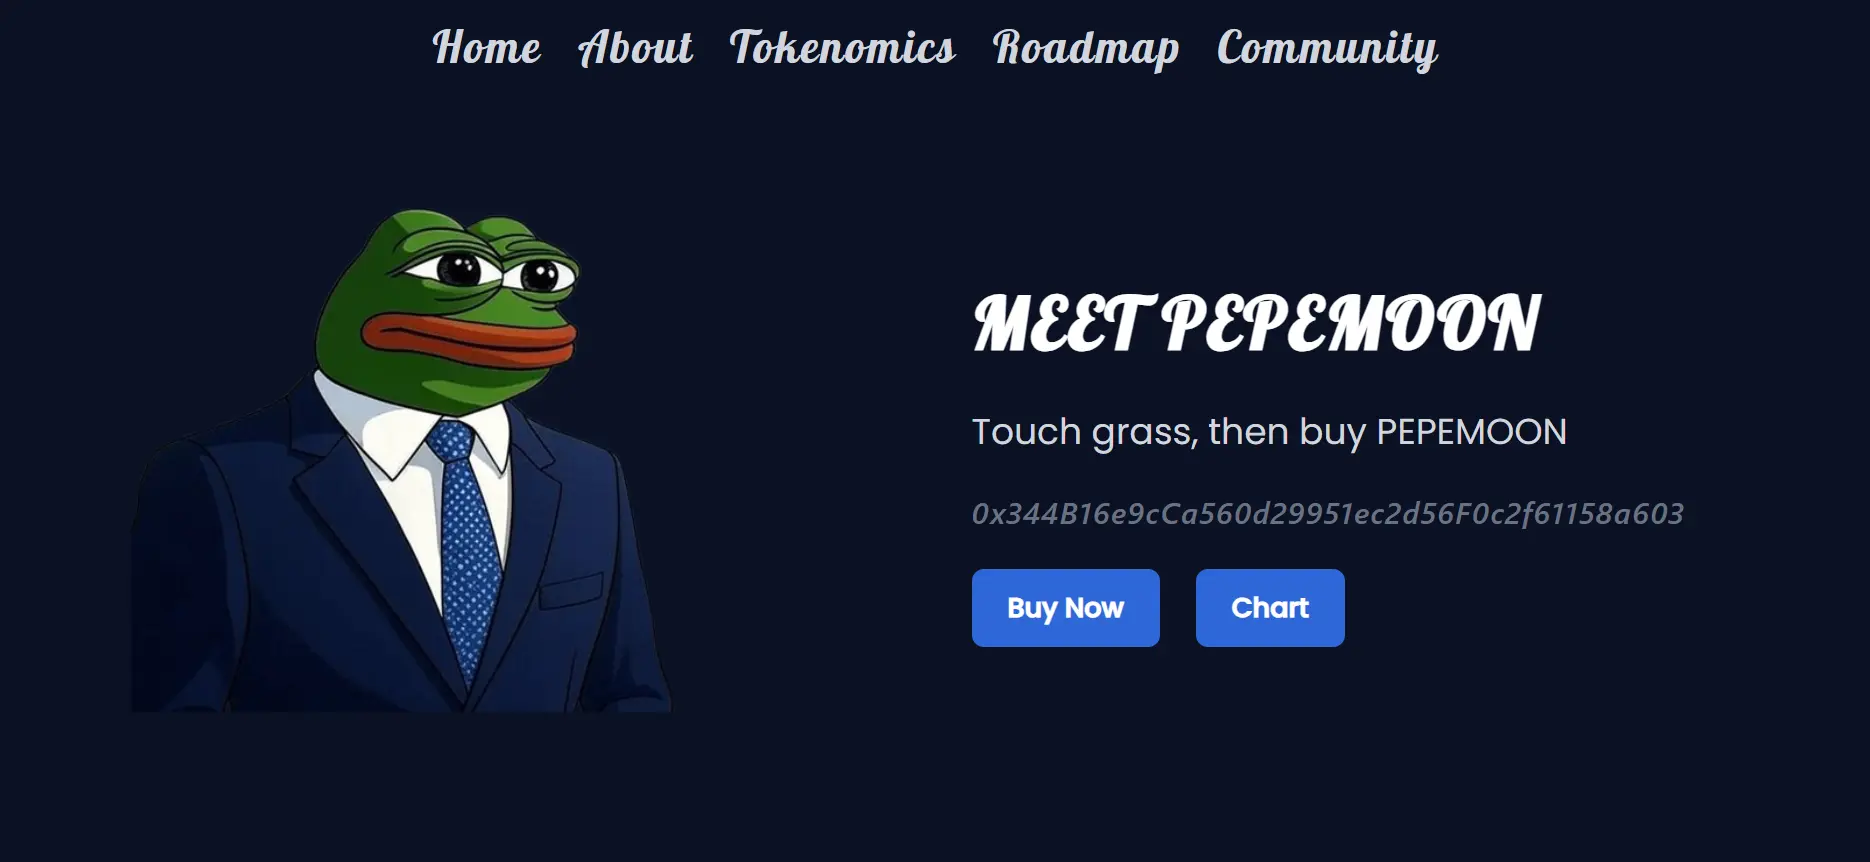 Home About Tokenomics Roadmap Community
MEET PEPEMOON
Touch grass, then buy PEPEMOON
0x344B16e9cCa560d29951ec2d56F0c2f61158a603
Buy Now Chart